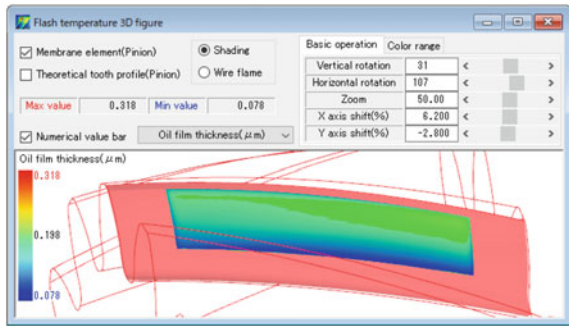 Flash temperature 3D figure
Membrane element(Pinion)
Shading
Theoretical tooth profile(Pinion)
Wire flame
Max value 0.318 Min value 0.078
Numerical value bar Oil film thickness(μm)
Basic operation Color range
Vertical rotation 31 < >
Horizontal rotation 107 < >
Zoom 50.00 < >
X axis shift(%) 6.200 < >
Y axis shift(%) -2.800 < >
Oil film thickness(μm)
0.318
0.198
0.078